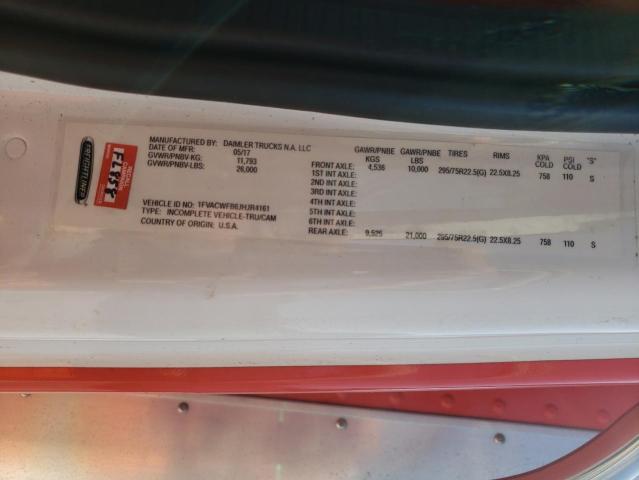 FREIGHTLINER
RECALL
MANUFACTURED BY: DAIMLER TRUCKS N.A. LLC
DATE OF MFR: 05/17
GVWR/PNBV-KG: 11,793
GVWR/PNBV-LBS: 26,000
VEHICLE ID NO.: 1FVACWFB6JHJR4161
TYPE: INCOMPLETE VEHICLE-TRU/CAM
COUNTRY OF ORIGIN: U.S.A.
GAWR/PNBE KGS GAWR/PNBE LBS TIRES RIMS KPA COLD PSI COLD "S"
FRONT AXLE: 4,536 10,000 295/75R22.5(G) 22.5X8.25 758 110 S
1ST INT AXLE:
2ND INT AXLE:
3RD INT AXLE:
4TH INT AXLE:
5TH INT AXLE:
6TH INT AXLE:
REAR AXLE: 9,525 21,000 295/75R22.5(G) 22.5X8.25 758 110 S